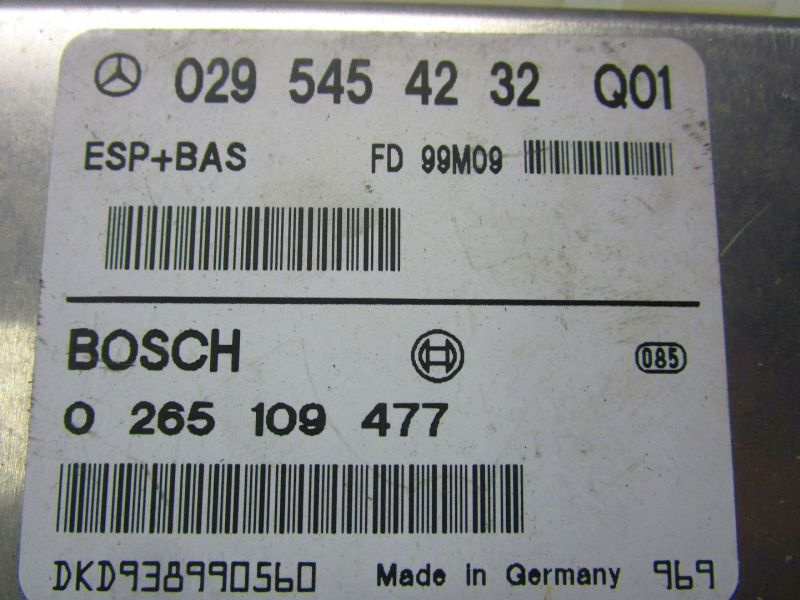 029 545 42 32 Q01
ESP+BAS FD 99M09
BOSCH 085
0 265 109 477
DKD938990560 Made in Germany 969